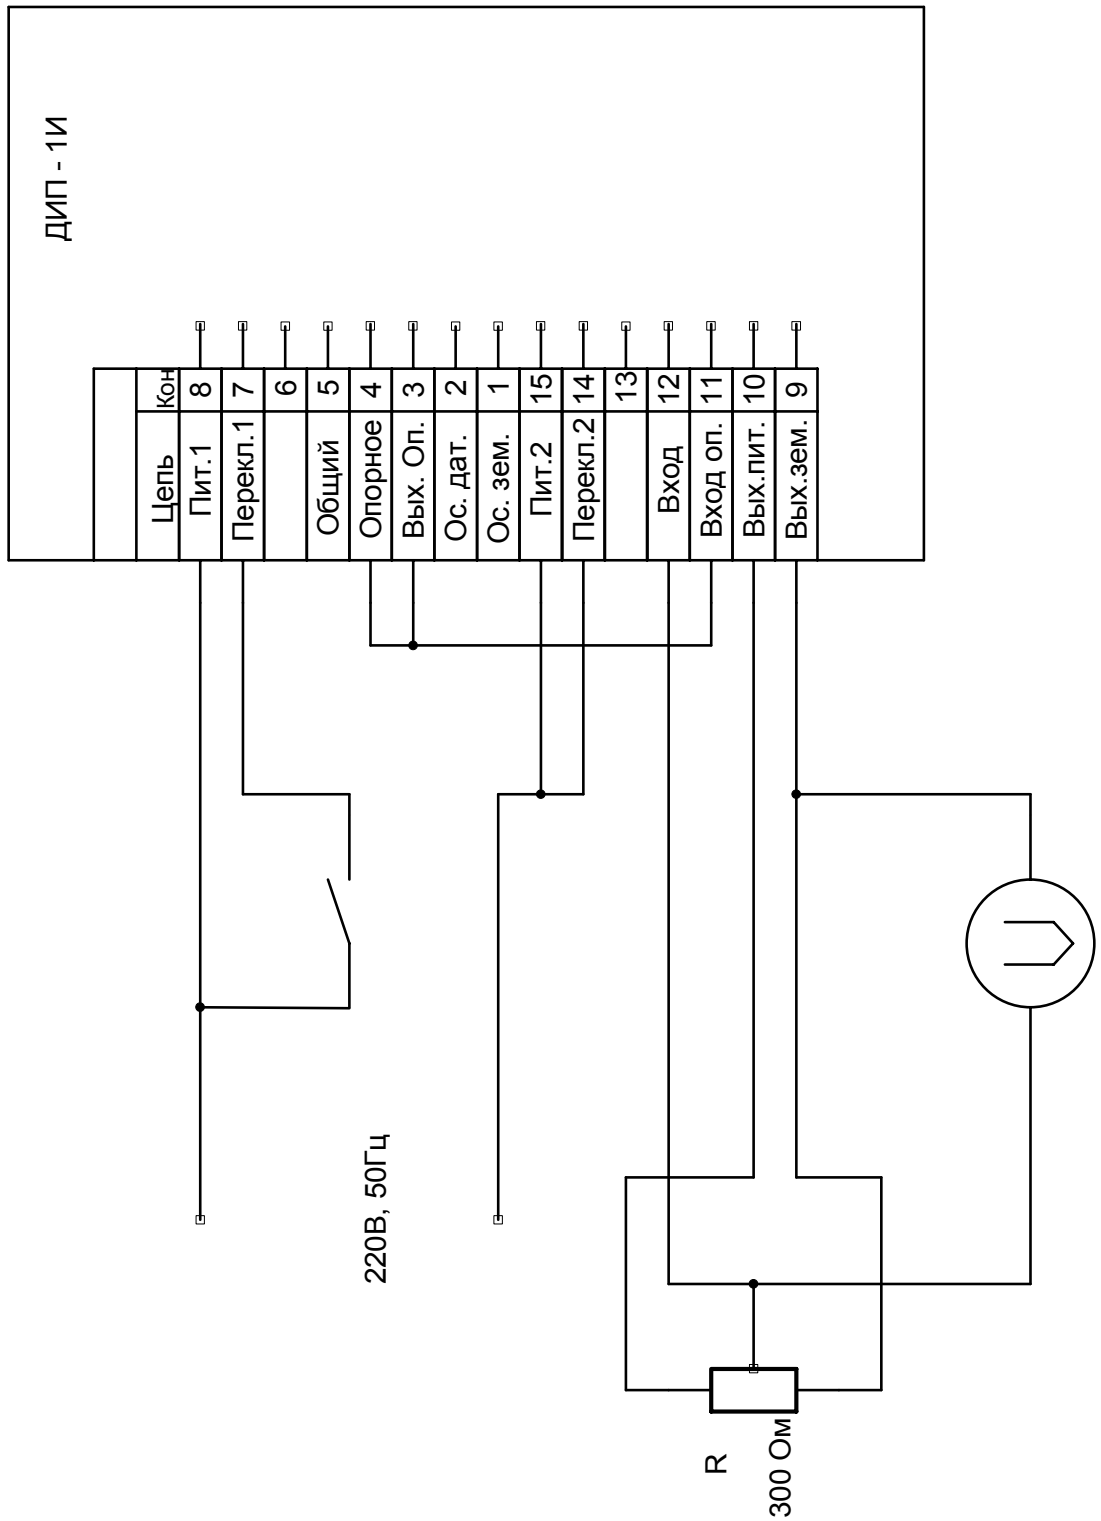 ДИП - 1И
Цепь Кон
Пит.1 8
Перекл.1 7
6
Общий 5
Опорное 4
Вых. Оп. 3
Ос. дат. 2
Ос. зем. 1
Пит.2 15
Перекл.2 14
13
Вход 12
Вход оп. 11
Вых.пит. 10
Вых.зем. 9
220В, 50Гц
R
300 Ом